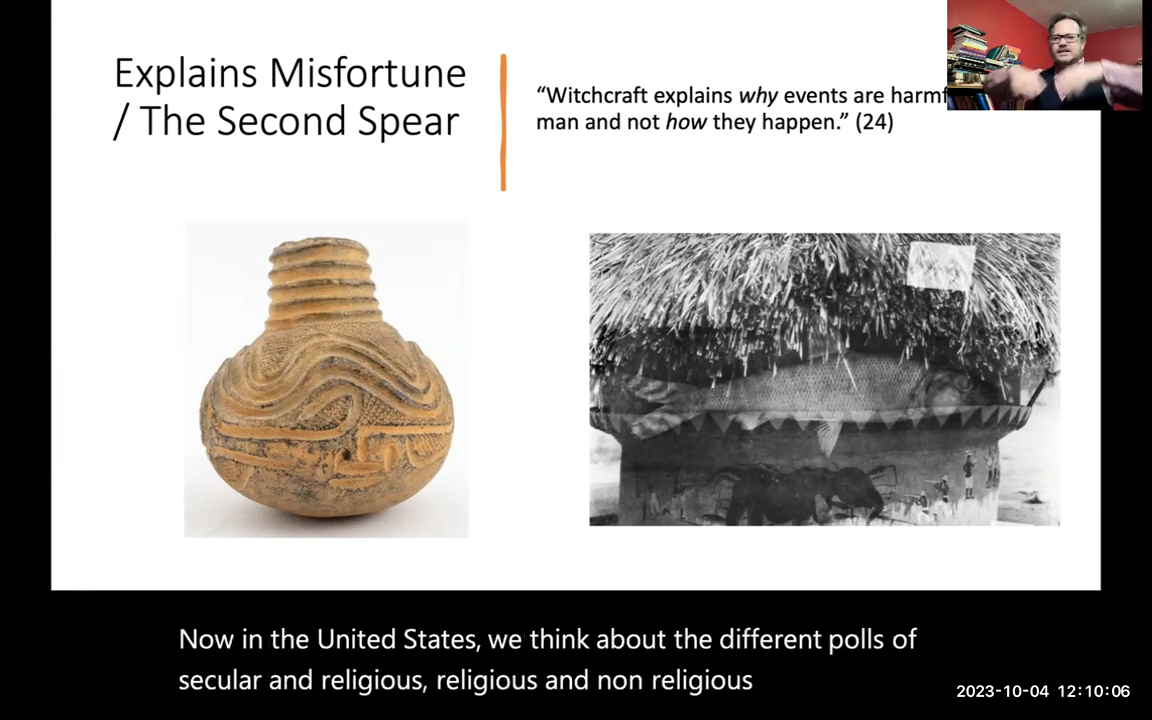 Explains Misfortune
/ The Second Spear
“Witchcraft explains why events are
man and not how they happen.” (24)
Now in the United States, we think about the different polls of
secular and religious, religious and non religious
2023-10-04 12:10:06